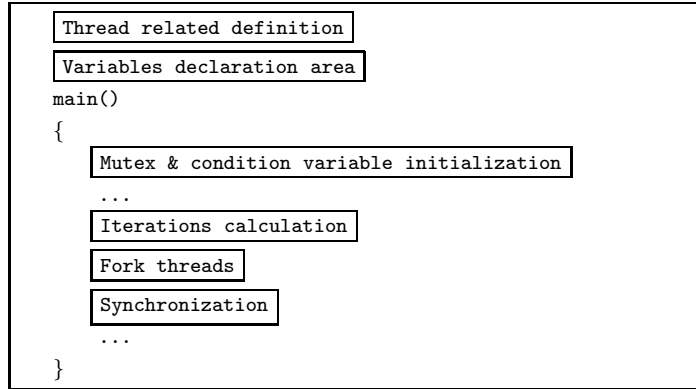 Thread related definition
Variables declaration area
main()
{
Mutex & condition variable initialization
...
Iterations calculation
Fork threads
Synchronization
...
}